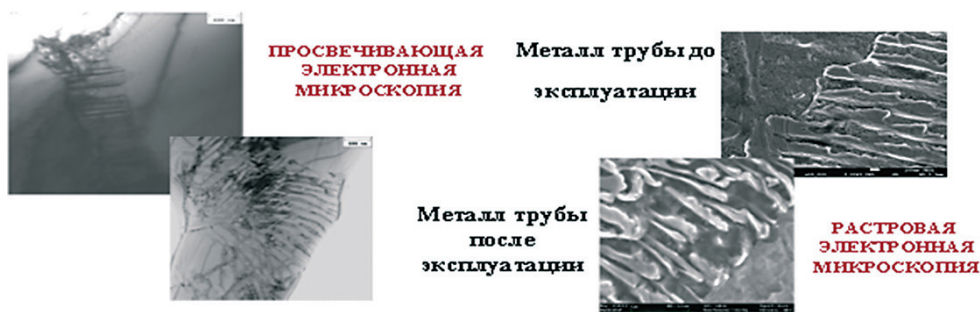 ПРОСВЕЧИВАЮЩАЯ
ЭЛЕКТРОННАЯ
МИКРОСКОПИЯ
Металл трубы до
эксплуатации
Металл трубы
после
эксплуатации
РАСТРОВАЯ
ЭЛЕКТРОННАЯ
МИКРОСКОПИЯ